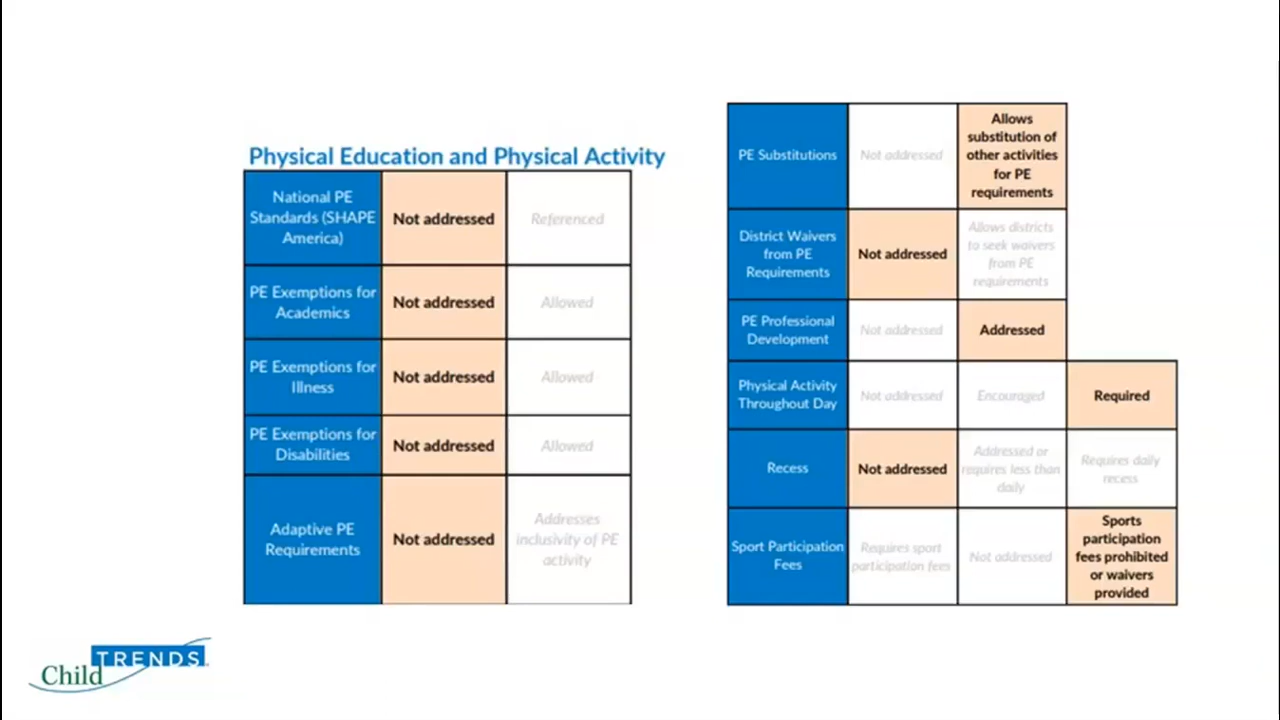 Physical Education and Physical Activity
National PE
Standards (SHAPE
America)
Not addressed
Referenced
PE Exemptions for
Academics
Not addressed
Allowed
PE Exemptions for
Illness
Not addressed
Allowed
PE Exemptions for
Disabilities
Not addressed
Allowed
Adaptive PE
Requirements
Not addressed
Addresses
inclusivity of PE
activity
PE Substitutions
Not addressed
Allows
substitution of
other activities
for PE
requirements
District Waivers
from PE
Requirements
Not addressed
Allows districts
to seek waivers
from PE
requirements
PE Professional
Development
Not addressed
Addressed
Physical Activity
Throughout Day
Not addressed
Encouraged
Required
Recess
Not addressed
Addressed or
requires less than
daily
Requires daily
recess
Sport Participation
Fees
Requires sport
participation fees
Not addressed
Sports
participation
fees prohibited
or waivers
provided
Child TRENDS